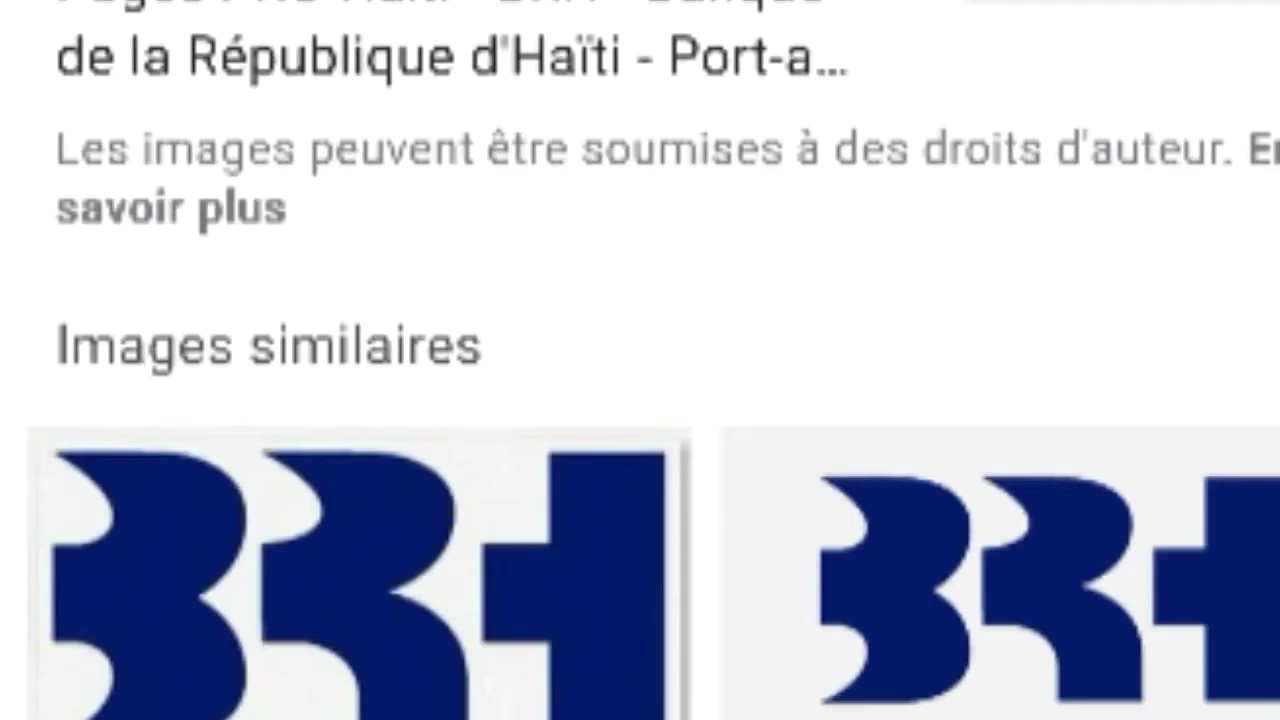 de la République d'Haïti - Port-a...
Les images peuvent être soumises à des droits d'auteur.
savoir plus
Images similaires
BRH
BRH